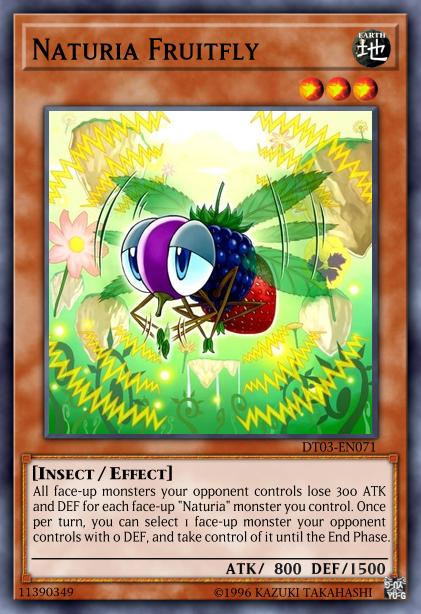 NATURIA FRUITFLY
EARTH
地
DT03-EN071
[INSECT / EFFECT]
All face-up monsters your opponent controls lose 300 ATK
and DEF for each face-up "Naturia" monster you control. Once
per turn, you can select 1 face-up monster your opponent
controls with 0 DEF, and take control of it until the End Phase.
ATK/ 800 DEF/1500
11390349
©1996 KAZUKI TAKAHASHI